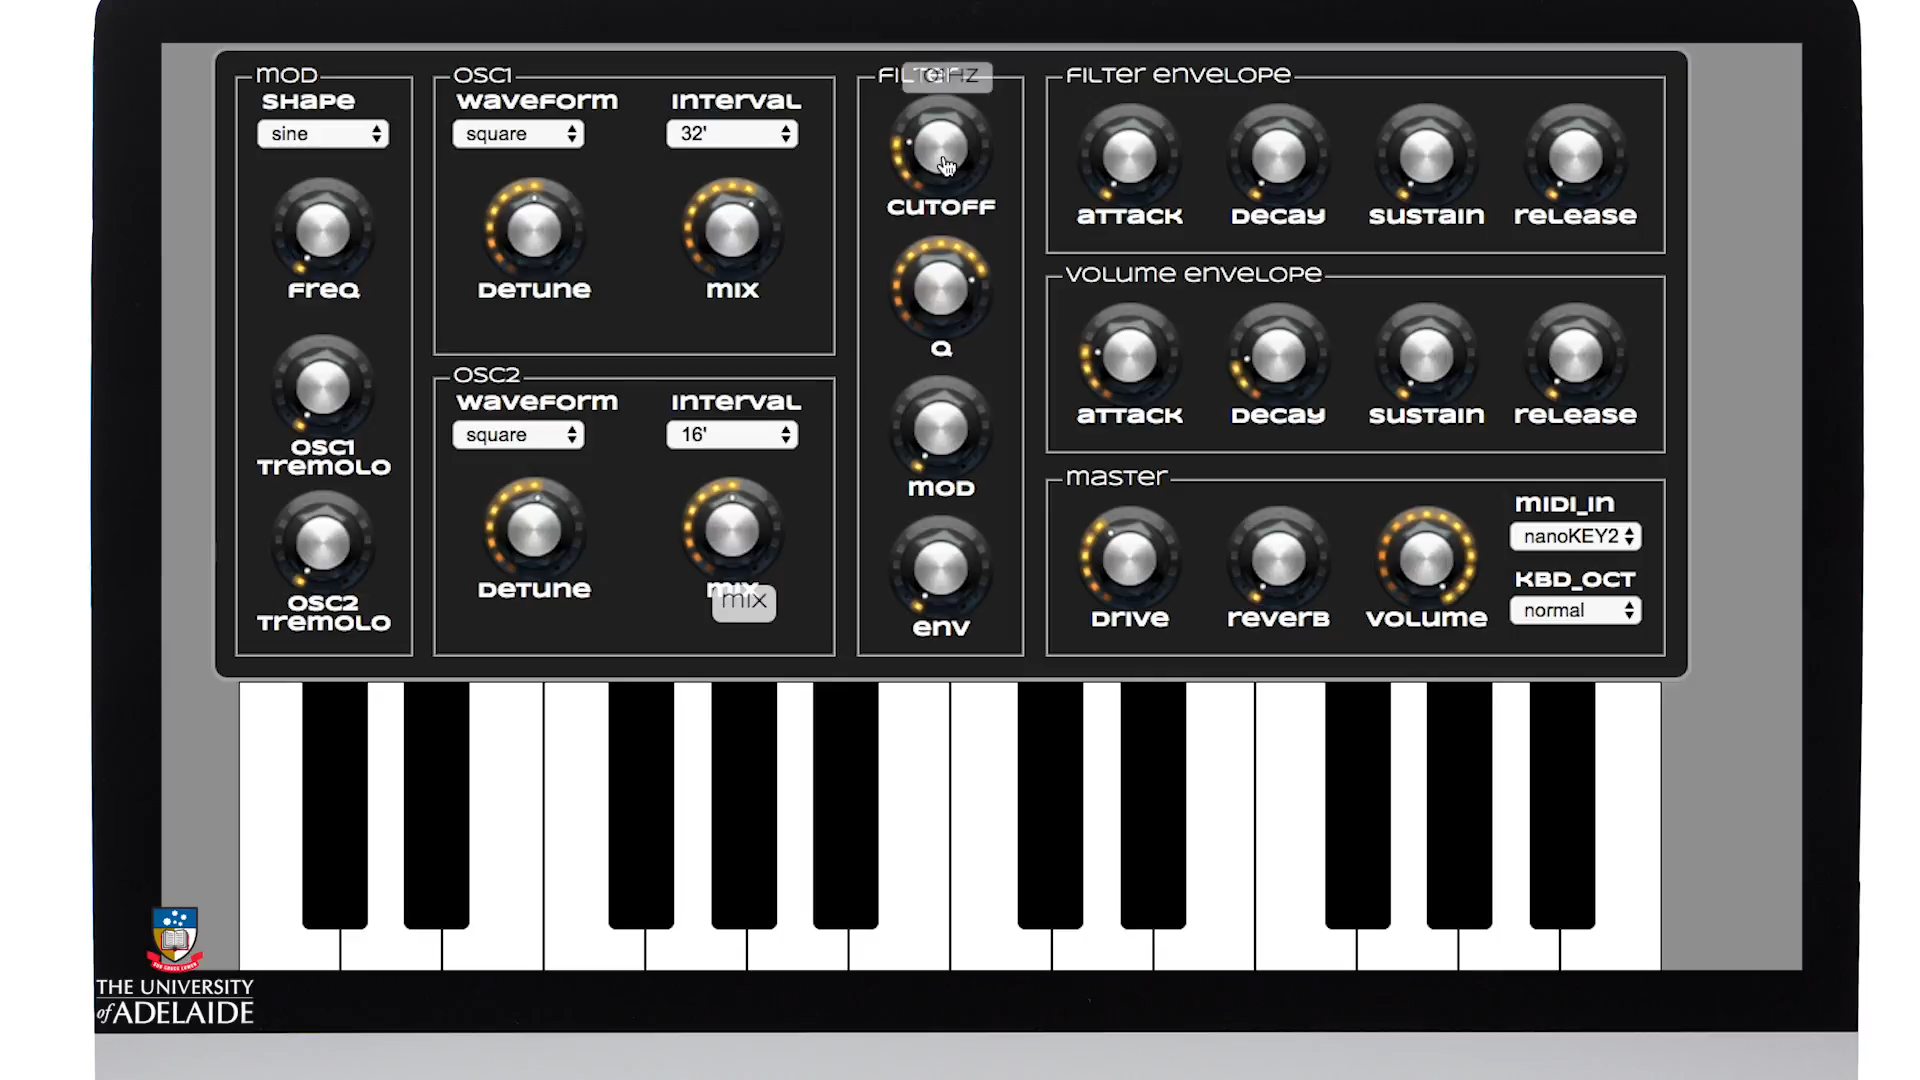 MOD
SHAPE
sine
FREQ
OSC1
TREMOLO
OSC2
TREMOLO
OSC1
WAVEFORM
INTERVAL
square
32'
DETUNE
MIX
OSC2
WAVEFORM
INTERVAL
square
16'
DETUNE
MIX
MIX
FILTER
CUTOFF
Q
MOD
ENV
FILTER ENVELOPE
ATTACK
DECAY
SUSTAIN
RELEASE
VOLUME ENVELOPE
ATTACK
DECAY
SUSTAIN
RELEASE
MASTER
DRIVE
REVERB
VOLUME
MIDI_IN
nanoKEY2
KBD_OCT
normal
THE UNIVERSITY
of ADELAIDE